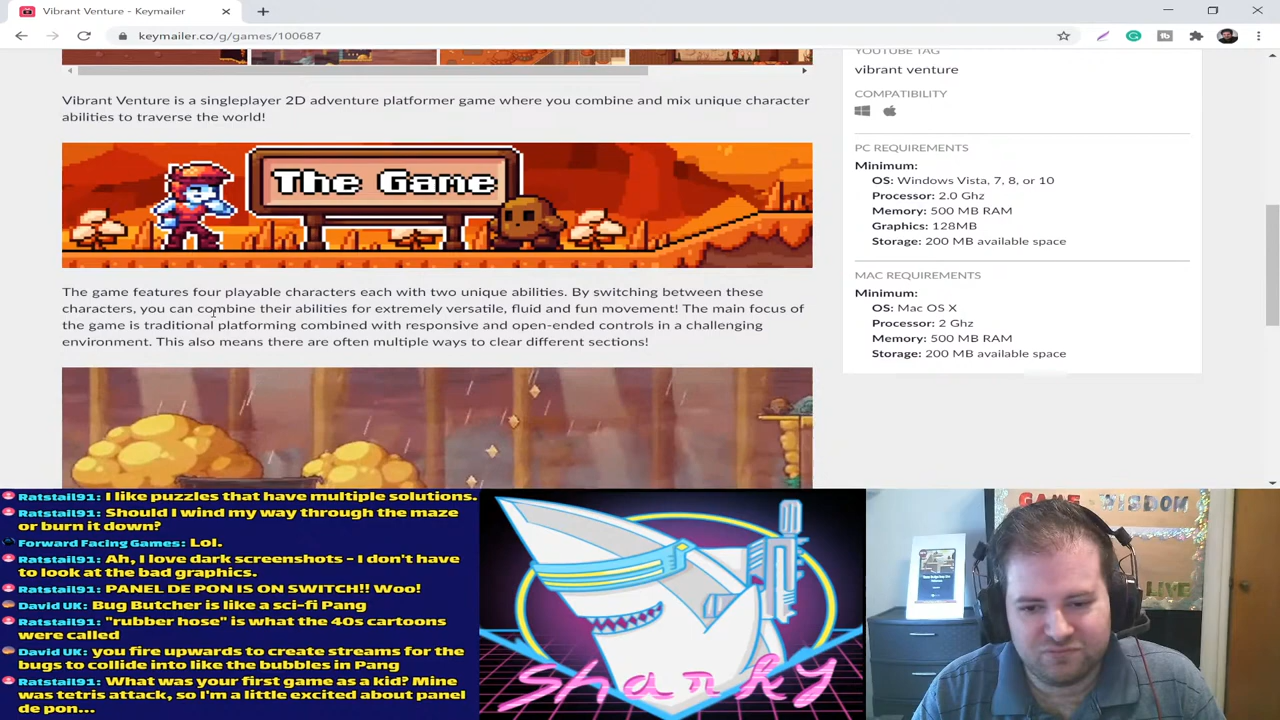 Vibrant Venture - Keymailer
keymailer.co/g/games/100687
YOUTUBE TAG
vibrant venture
COMPATIBILITY
PC REQUIREMENTS
Minimum:
OS: Windows Vista, 7, 8, or 10
Processor: 2.0 Ghz
Memory: 500 MB RAM
Graphics: 128MB
Storage: 200 MB available space
MAC REQUIREMENTS
Minimum:
OS: Mac OS X
Processor: 2 Ghz
Memory: 500 MB RAM
Storage: 200 MB available space
Vibrant Venture is a singleplayer 2D adventure platformer game where you combine and mix unique character
abilities to traverse the world!
The Game
The game features four playable characters each with two unique abilities. By switching between these
characters, you can combine their abilities for extremely versatile, fluid and fun movement! The main focus of
the game is traditional platforming combined with responsive and open-ended controls in a challenging
environment. This also means there are often multiple ways to clear different sections!
Ratstail91: I like puzzles that have multiple solutions.
Ratstail91: Should I wind my way through the maze
or burn it down?
Forward Facing Games: Lol.
Ratstail91: Ah, I love dark screenshots - I don't have
to look at the bad graphics.
Ratstail91: PANEL DE PON IS ON SWITCH!! Woo!
David UK: Bug Butcher is like a sci-fi Pang
Ratstail91: "rubber hose" is what the 40s cartoons
were called
David UK: you fire upwards to create streams for the
bugs to collide into like the bubbles in Pang
Ratstail91: What was your first game as a kid? Mine
was tetris attack, so I'm a little excited about panel
de pon...
Sharky
GAME WISDOM
LIVE